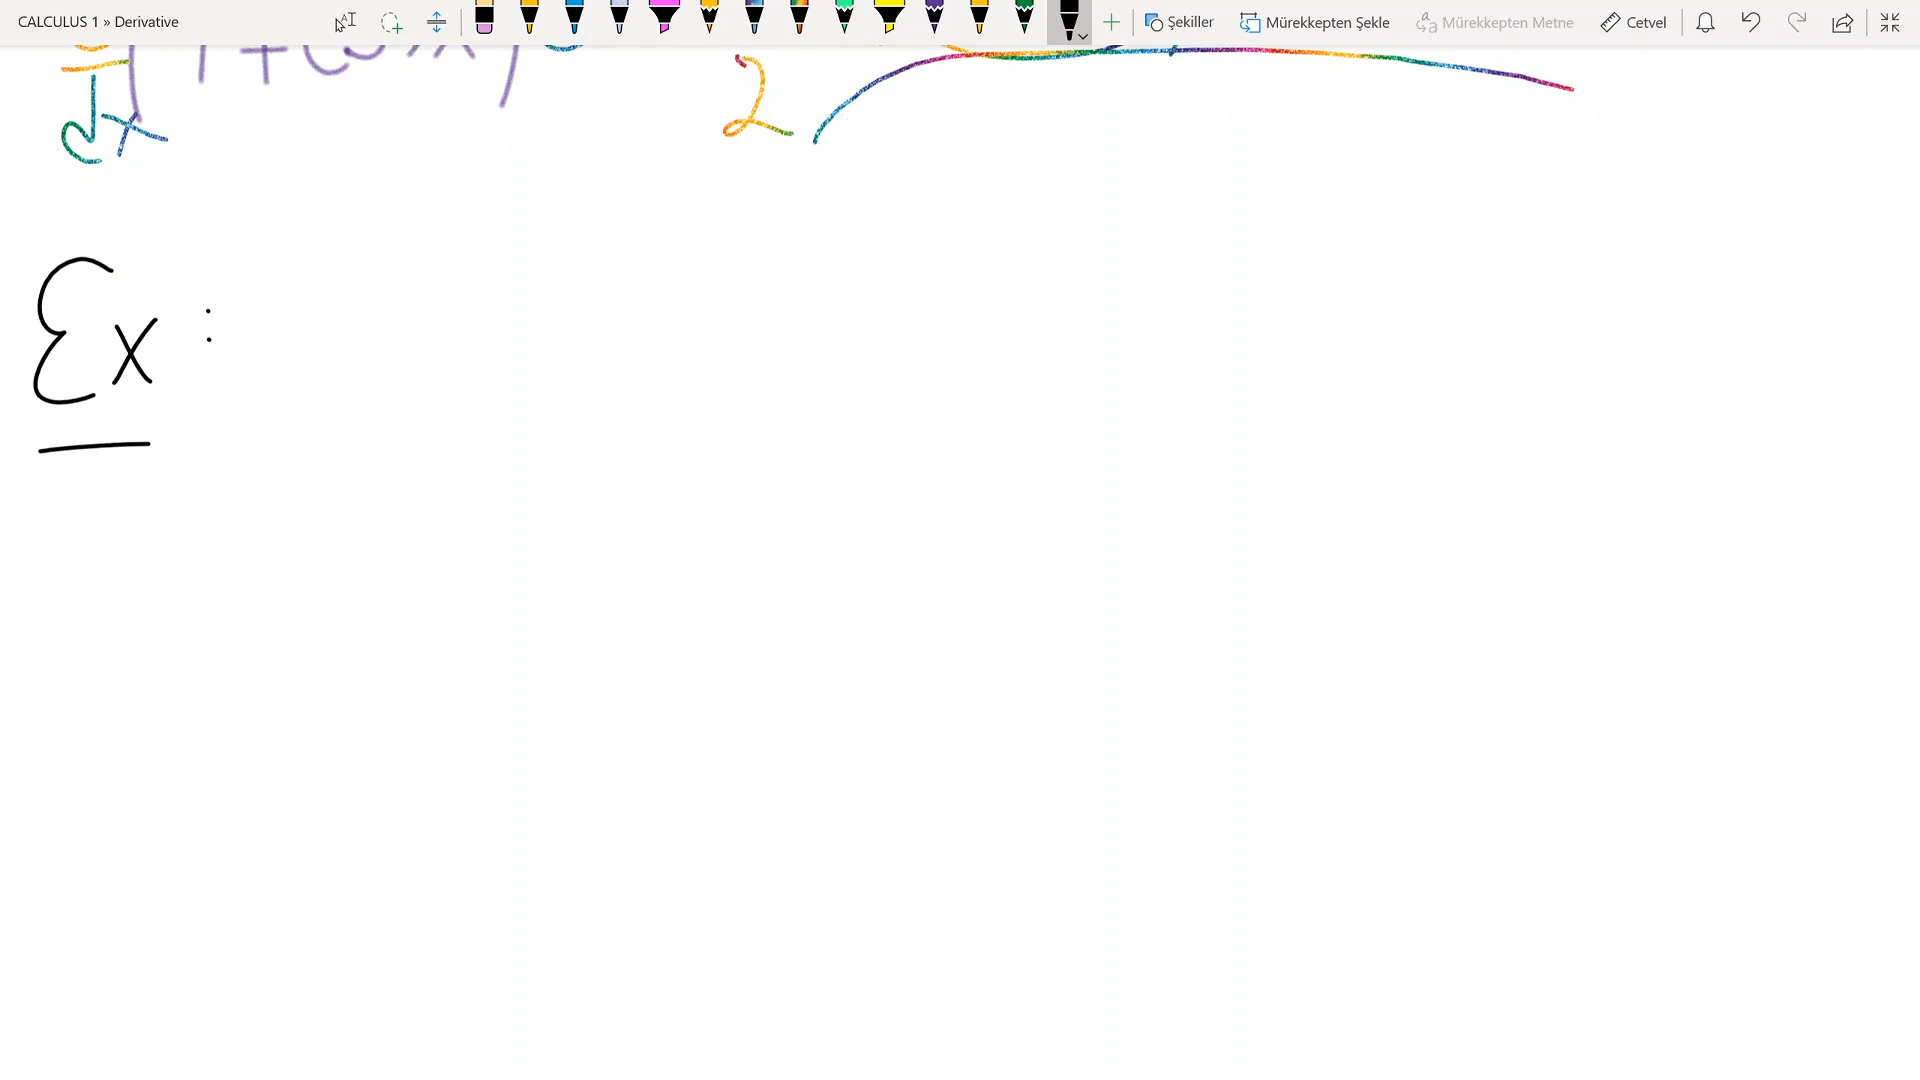 CALCULUS 1 » Derivative Şekiller Mürekkepten Şekle Mürekkepten Metne Cetvel
dx 2
Ex :